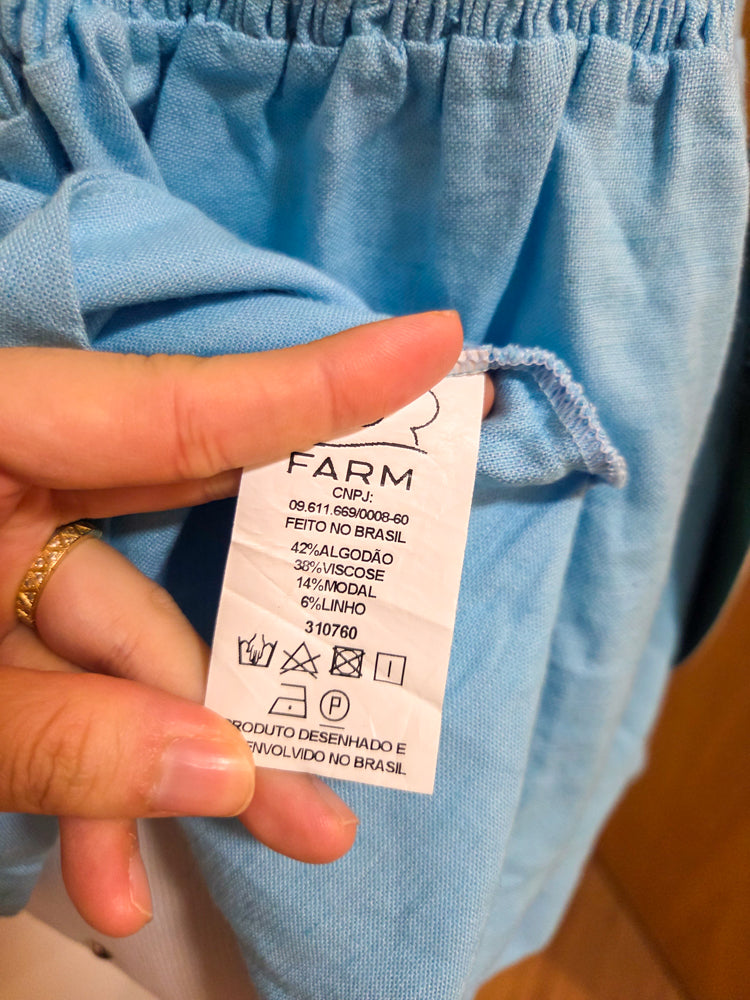 FARM
CNPJ:
09.611.669/0008-60
FEITO NO BRASIL
42%ALGODÃO
38%VISCOSE
14%MODAL
6%LINHO
310760
P
PRODUTO DESENHADO E
NVOLVIDO NO BRASIL